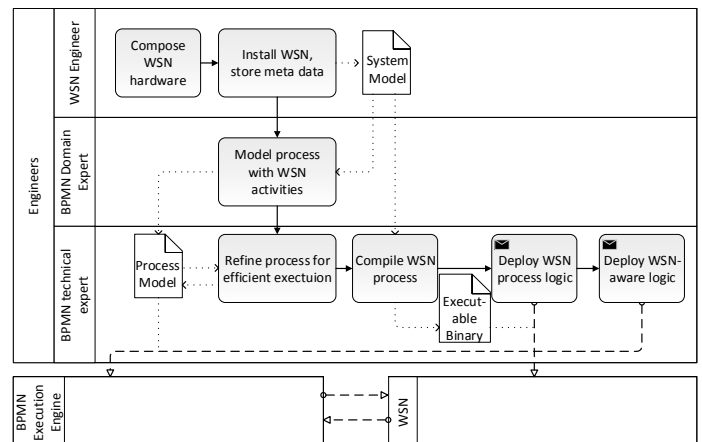 Engineers
WSN Engineer
Compose
WSN
hardware
Install WSN,
store meta data
System
Model
BPMN Domain
Expert
Model process
with WSN
activities
BPMN technical
expert
Process
Model
Refine process for
efficient exectuion
Compile WSN
process
Deploy WSN
process logic
Deploy WSN-
aware logic
Execut-
able
Binary
BPMN
Execution
Engine
WSN